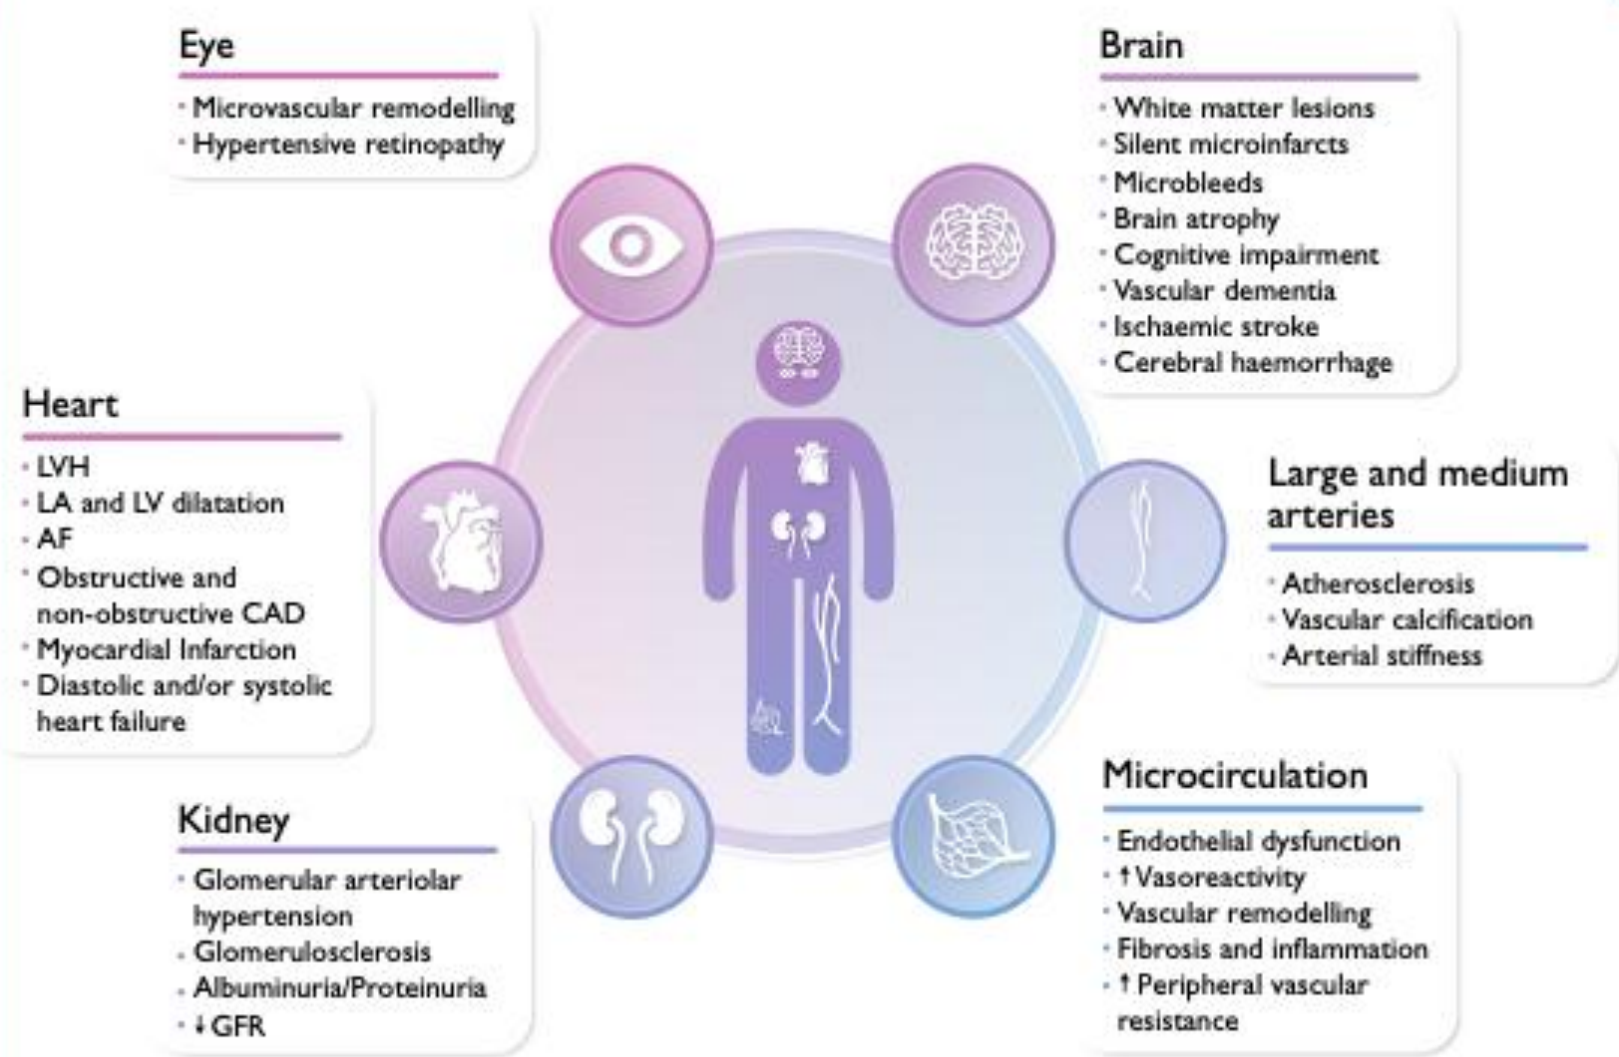 Eye
• Microvascular remodelling
• Hypertensive retinopathy
Brain
• White matter lesions
• Silent microinfarcts
• Microbleeds
• Brain atrophy
• Cognitive impairment
• Vascular dementia
• Ischaemic stroke
• Cerebral haemorrhage
Heart
• LVH
• LA and LV dilatation
• AF
• Obstructive and
non-obstructive CAD
• Myocardial Infarction
• Diastolic and/or systolic
heart failure
Large and medium
arteries
• Atherosclerosis
• Vascular calcification
• Arterial stiffness
Kidney
• Glomerular arteriolar
hypertension
• Glomerulosclerosis
• Albuminuria/Proteinuria
• ↓GFR
Microcirculation
• Endothelial dysfunction
• ↑Vasoreactivity
• Vascular remodelling
• Fibrosis and inflammation
• ↑Peripheral vascular
resistance